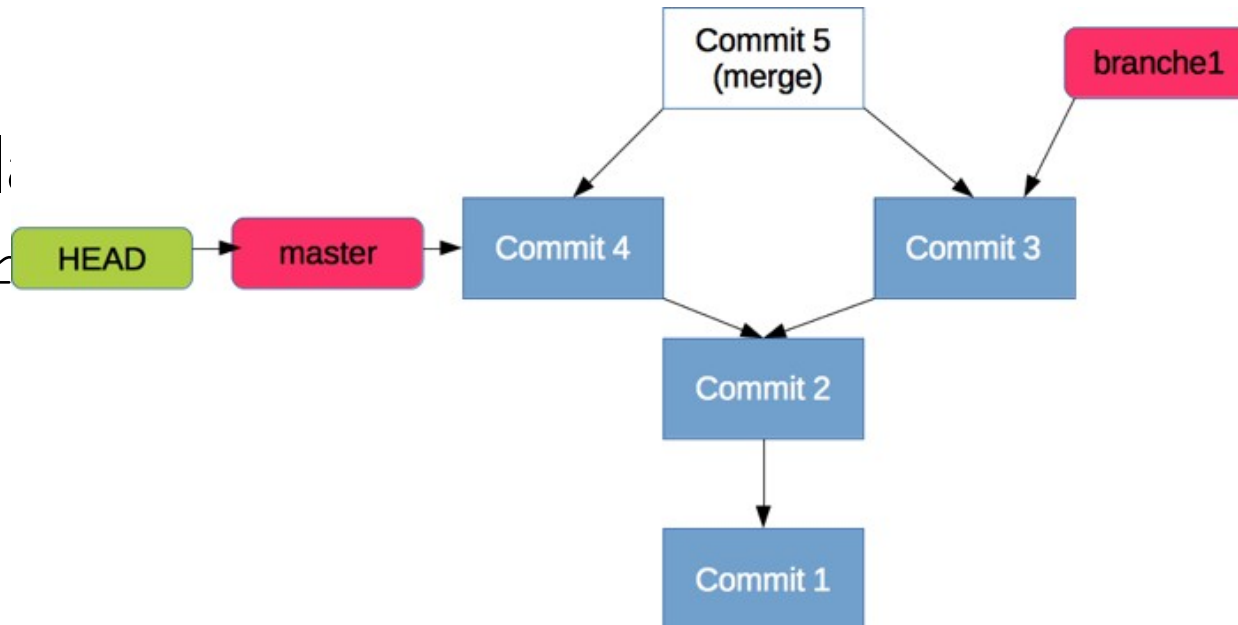 Commit 5
(merge)
branche1
HEAD
master
Commit 4
Commit 3
Commit 2
Commit 1